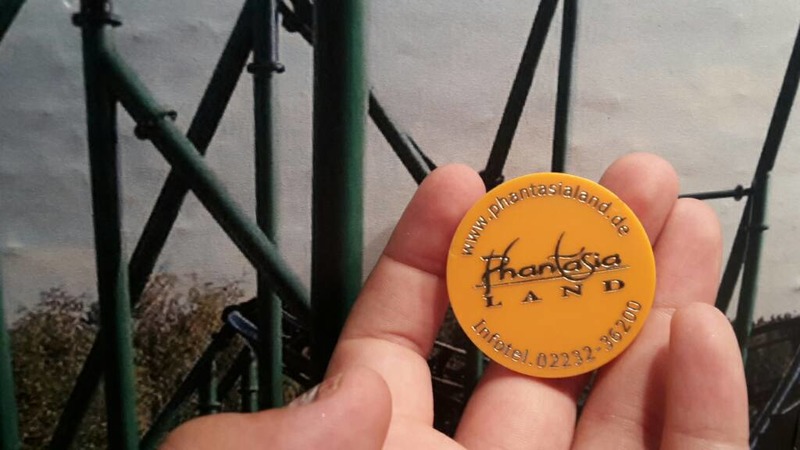 www.phantasialand.de
Phantasia
LAND
Infotel.02232-36200